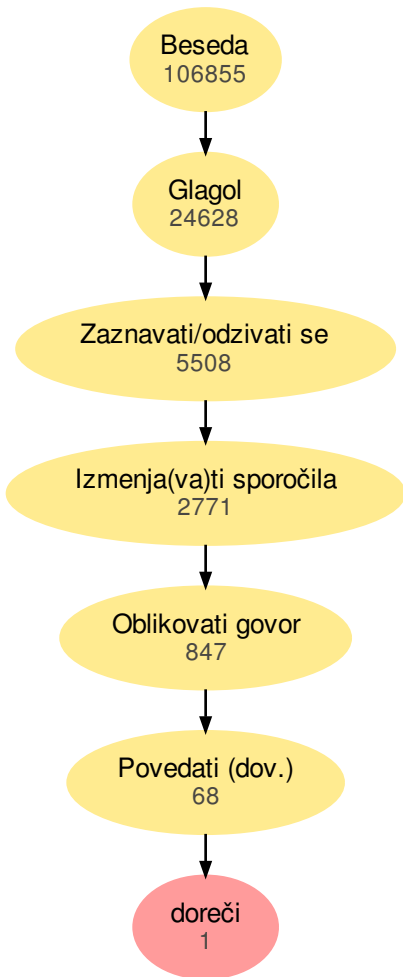 Beseda
106855
Glagol
24628
Zaznavati/odzivati se
5508
Izmenja(va)ti sporočila
2771
Oblikovati govor
847
Povedati (dov.)
68
doreči
1